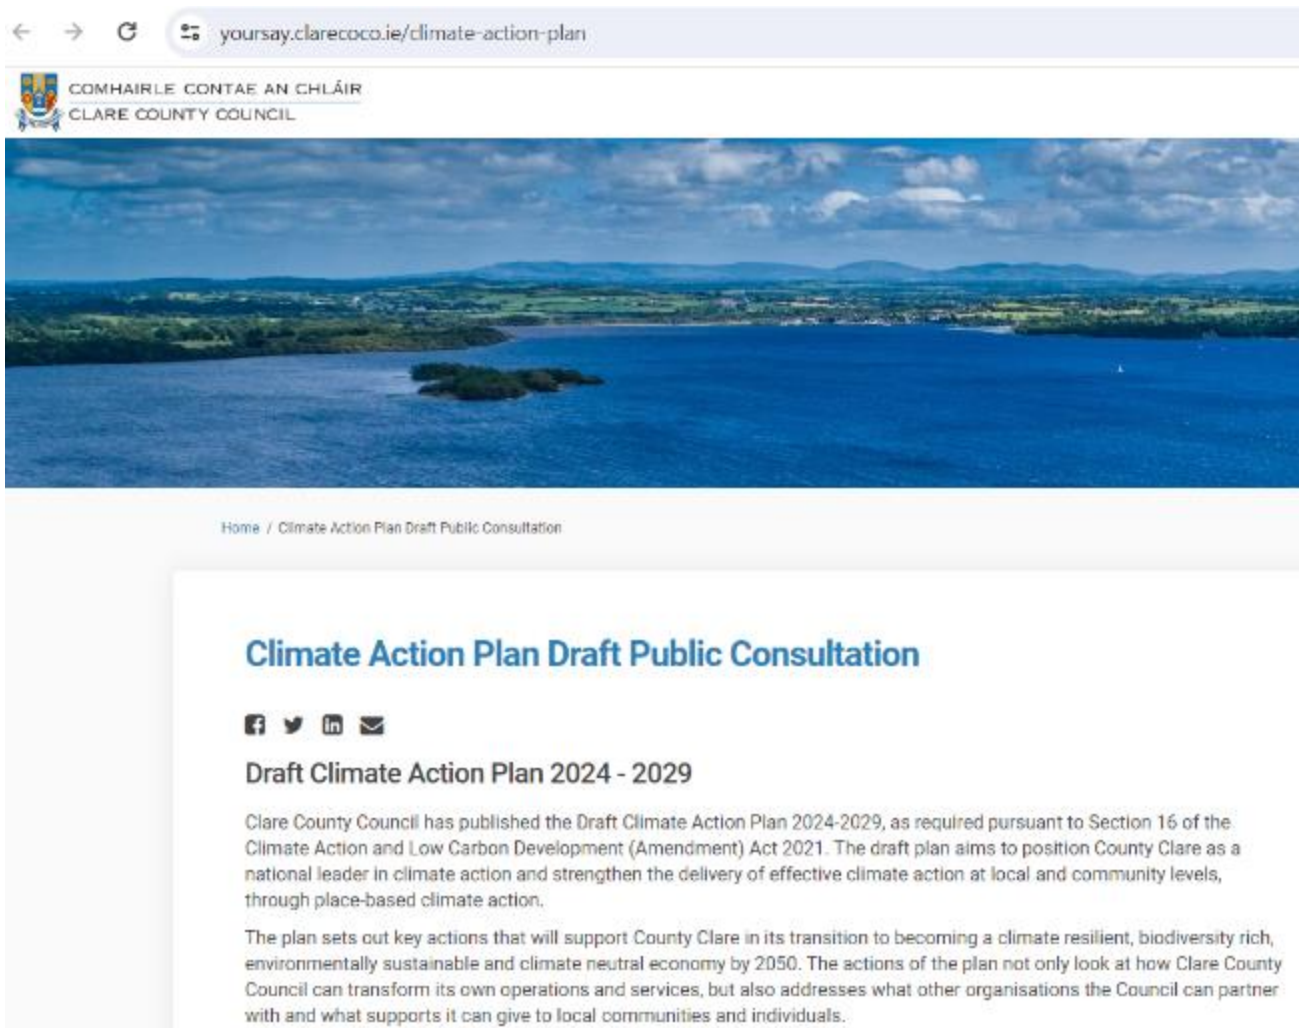 yoursay.clarecoco.ie/climate-action-plan
COMHAIRLE CONTAE AN CHLÁIR
CLARE COUNTY COUNCIL
Home / Climate Action Plan Draft Public Consultation
Climate Action Plan Draft Public Consultation
Draft Climate Action Plan 2024 - 2029
Clare County Council has published the Draft Climate Action Plan 2024-2029, as required pursuant to Section 16 of the
Climate Action and Low Carbon Development (Amendment) Act 2021. The draft plan aims to position County Clare as a
national leader in climate action and strengthen the delivery of effective climate action at local and community levels,
through place-based climate action.
The plan sets out key actions that will support County Clare in its transition to becoming a climate resilient, biodiversity rich,
environmentally sustainable and climate neutral economy by 2050. The actions of the plan not only look at how Clare County
Council can transform its own operations and services, but also addresses what other organisations the Council can partner
with and what supports it can give to local communities and individuals.